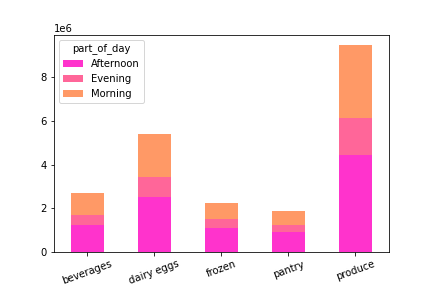 1e6
part_of_day
Afternoon
Evening
Morning
8
6
4
2
0
beverages
dairy eggs
frozen
pantry
produce